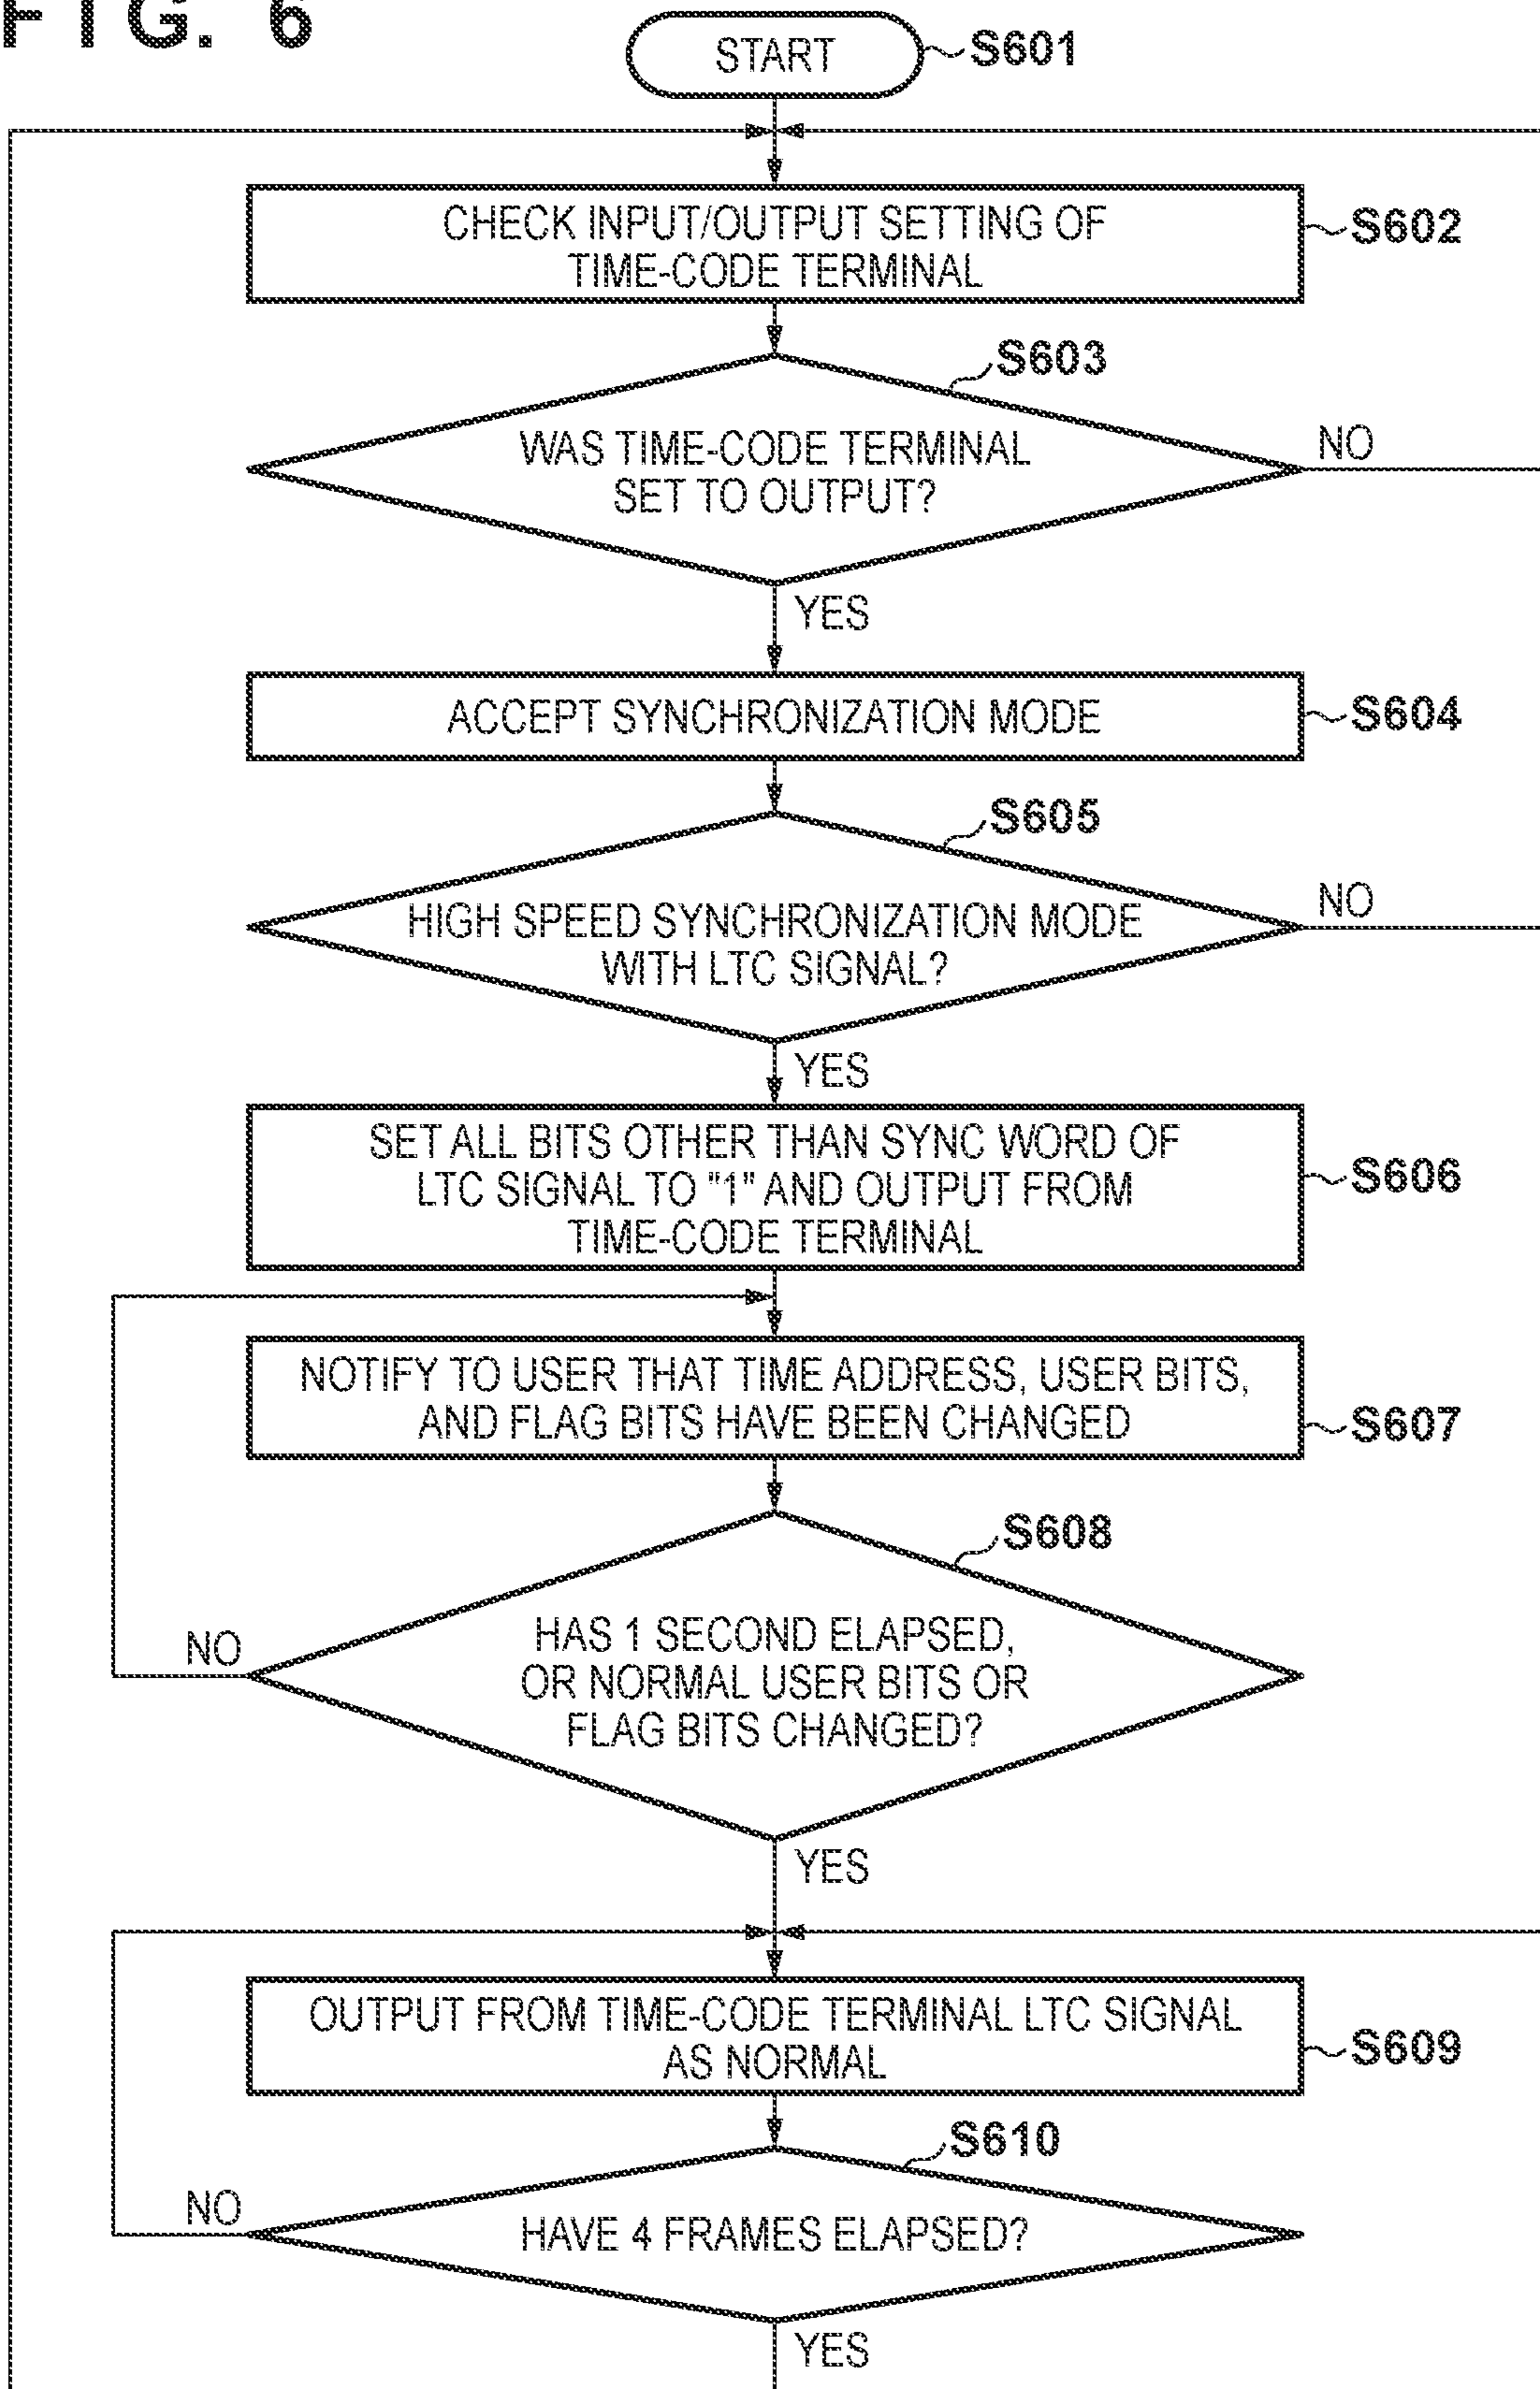 FIG. 6
START
S601
CHECK INPUT/OUTPUT SETTING OF
TIME-CODE TERMINAL
S602
S603
WAS TIME-CODE TERMINAL
SET TO OUTPUT?
NO
YES
ACCEPT SYNCHRONIZATION MODE
S604
S605
HIGH SPEED SYNCHRONIZATION MODE
WITH LTC SIGNAL?
NO
YES
SET ALL BITS OTHER THAN SYNC WORD OF
LTC SIGNAL TO "1" AND OUTPUT FROM
TIME-CODE TERMINAL
S606
NOTIFY TO USER THAT TIME ADDRESS, USER BITS,
AND FLAG BITS HAVE BEEN CHANGED
S607
S608
HAS 1 SECOND ELAPSED,
OR NORMAL USER BITS OR
FLAG BITS CHANGED?
NO
YES
OUTPUT FROM TIME-CODE TERMINAL LTC SIGNAL
AS NORMAL
S609
S610
HAVE 4 FRAMES ELAPSED?
NO
YES